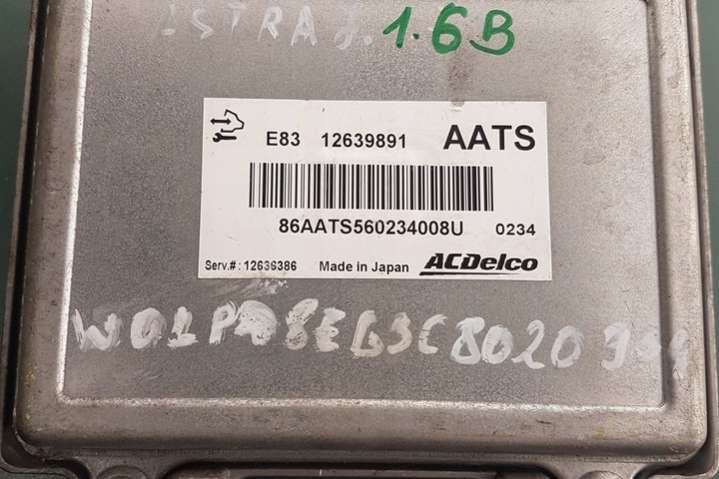 ASTRA J. 1.6B
E83 12639891 AATS
86AATS560234008U 0234
Serv.#: 12636386 Made in Japan ACDelco